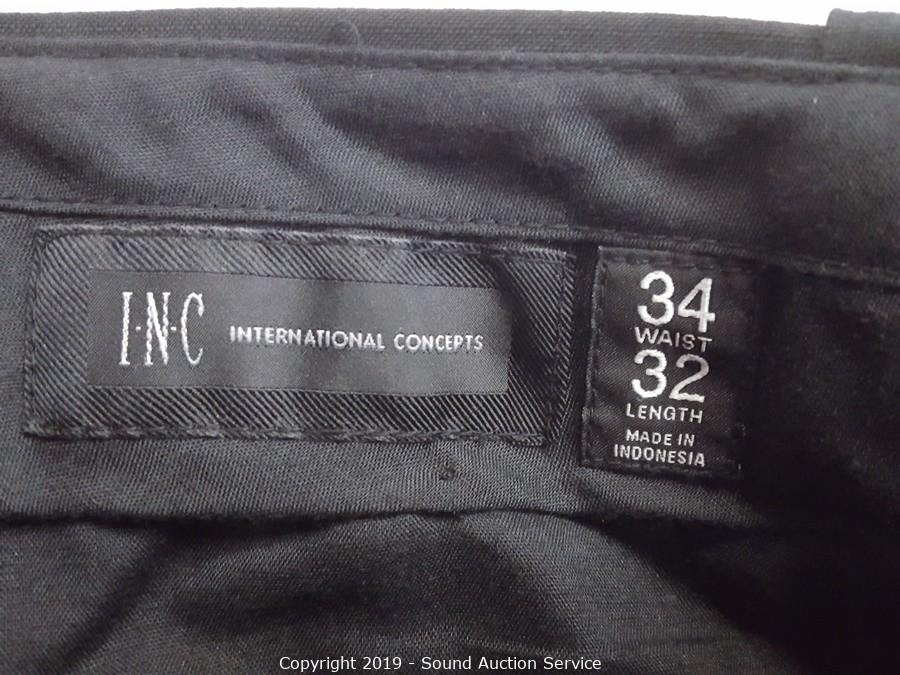 I·N·C INTERNATIONAL CONCEPTS
34
WAIST
32
LENGTH
MADE IN
INDONESIA
Copyright 2019 - Sound Auction Service